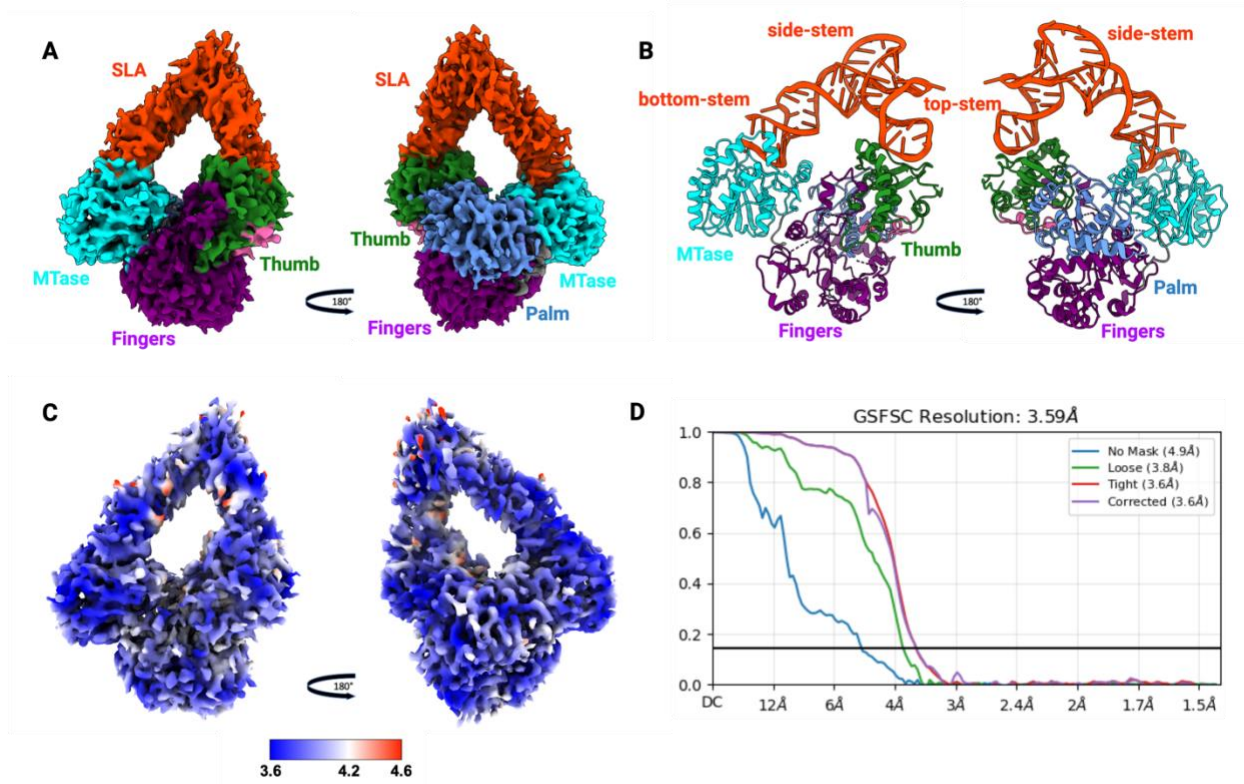 A
SLA
MTase
Thumb
Fingers
180°
SLA
Thumb
MTase
Fingers
Palm
B
side-stem
bottom-stem
top-stem
MTase
Thumb
Fingers
180°
side-stem
Palm
Fingers
C
180°
3.6 4.2 4.6
D
GSFSC Resolution: 3.59Å
No Mask (4.9Å)
Loose (3.8Å)
Tight (3.6Å)
Corrected (3.6Å)
1.0
0.8
0.6
0.4
0.2
0.0
DC 12Å 6Å 4Å 3Å 2.4Å 2Å 1.7Å 1.5Å